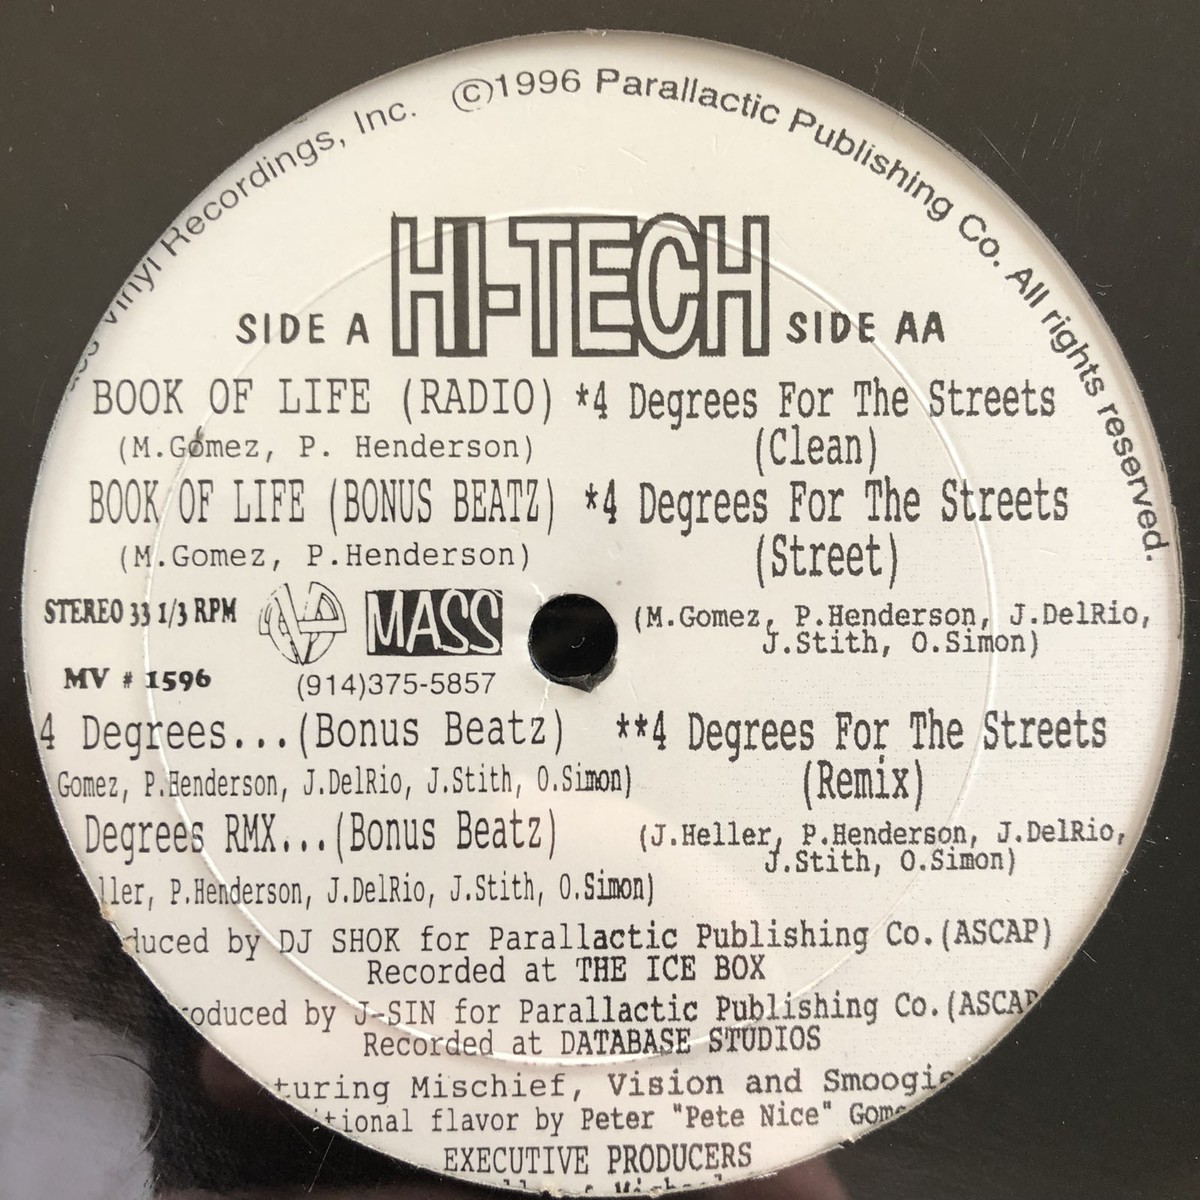 Vinyl Recordings, Inc. ©1996 Parallactic Publishing Co. All rights reserved.
HI-TECH
SIDE A
SIDE AA
BOOK OF LIFE (RADIO)
(M.Gomez, P. Henderson)
BOOK OF LIFE (BONUS BEATZ)
(M.Gomez, P.Henderson)
*4 Degrees For The Streets
(Clean)
*4 Degrees For The Streets
(Street)
(M.Gomez, P.Henderson, J.DelRio,
J.Stith, O.Simon)
STEREO 33 1/3 RPM
MASS
MV # 1596
(914)375-5857
4 Degrees...(Bonus Beatz)
Gomez, P.Henderson, J.DelRio, J.Stith, O.Simon)
Degrees RMX...(Bonus Beatz)
ller, P.Henderson, J.DelRio, J.Stith, O.Simon)
**4 Degrees For The Streets
(Remix)
(J.Heller, P.Henderson, J.DelRio,
J.Stith, O.Simon)
duced by DJ SHOK for Parallactic Publishing Co.(ASCAP)
Recorded at THE ICE BOX
roduced by J-SIN for Parallactic Publishing Co.(ASCAP
Recorded at DATABASE STUDIOS
turing Mischief, Vision and Smoogie
itional flavor by Peter "Pete Nice" Gome
EXECUTIVE PRODUCERS